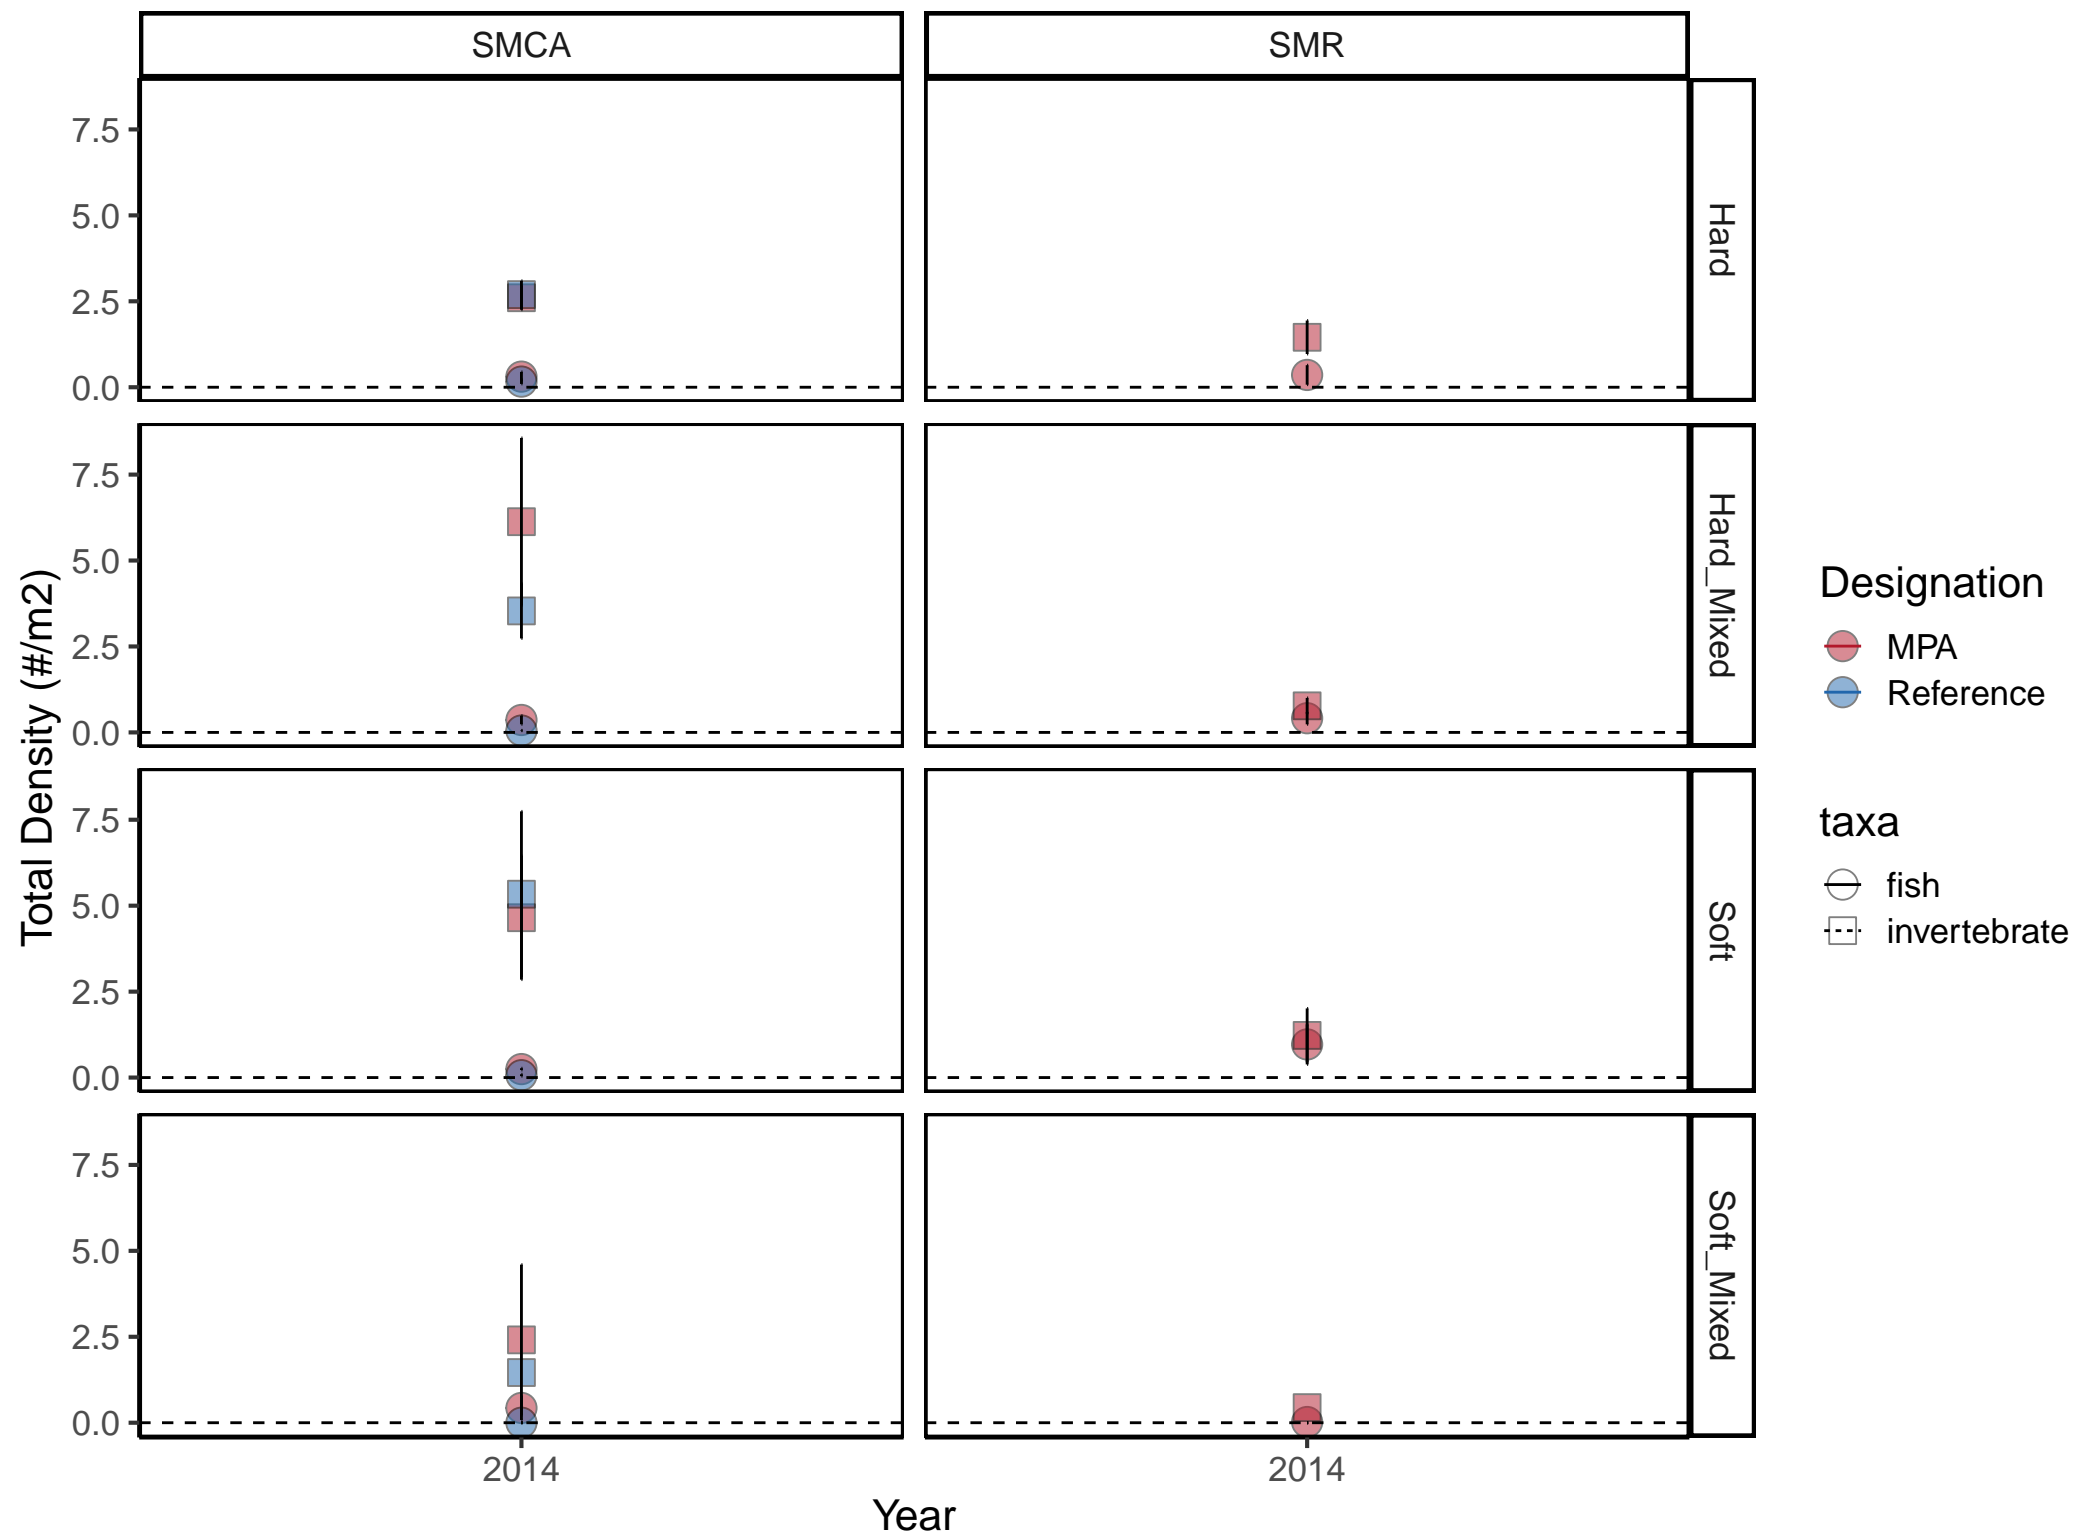 SMCA
SMR
7.5
5.0
2.5
0.0
Hard
7.5
5.0
2.5
0.0
Hard_Mixed
7.5
5.0
2.5
0.0
Soft
7.5
5.0
2.5
0.0
Soft_Mixed
2014
2014
Year
Total Density (#/m2)
Designation
MPA
Reference
taxa
fish
invertebrate